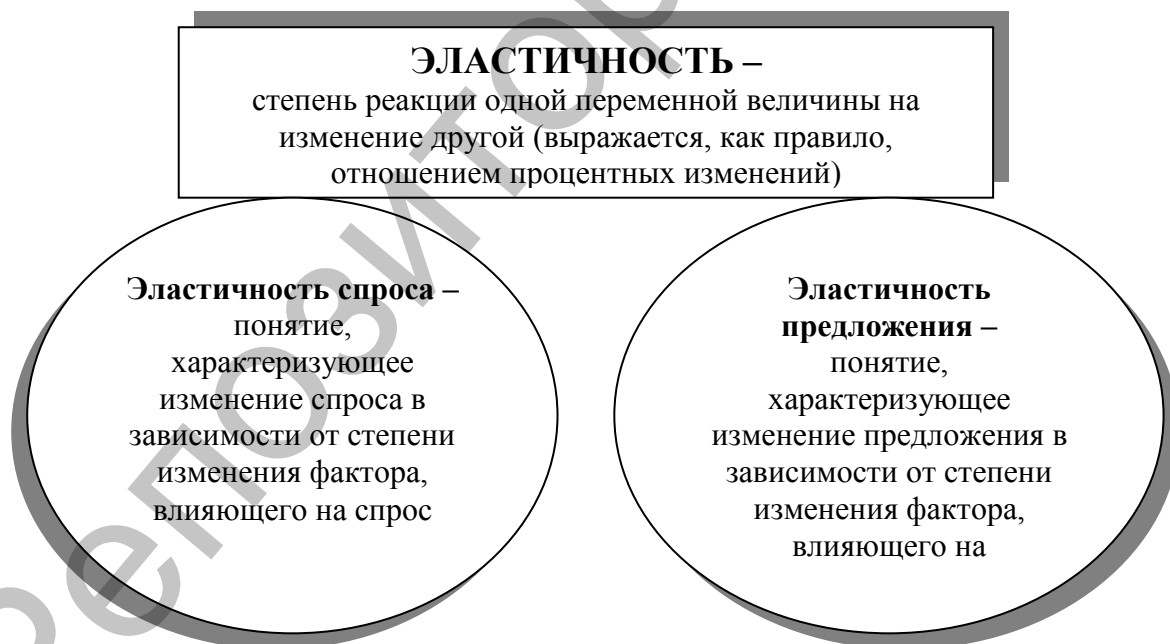 ЭЛАСТИЧНОСТЬ –
степень реакции одной переменной величины на
изменение другой (выражается, как правило,
отношением процентных изменений)
Эластичность спроса –
понятие,
характеризующее
изменение спроса в
зависимости от степени
изменения фактора,
влияющего на спрос
Эластичность
предложения –
понятие,
характеризующее
изменение предложения в
зависимости от степени
изменения фактора,
влияющего на